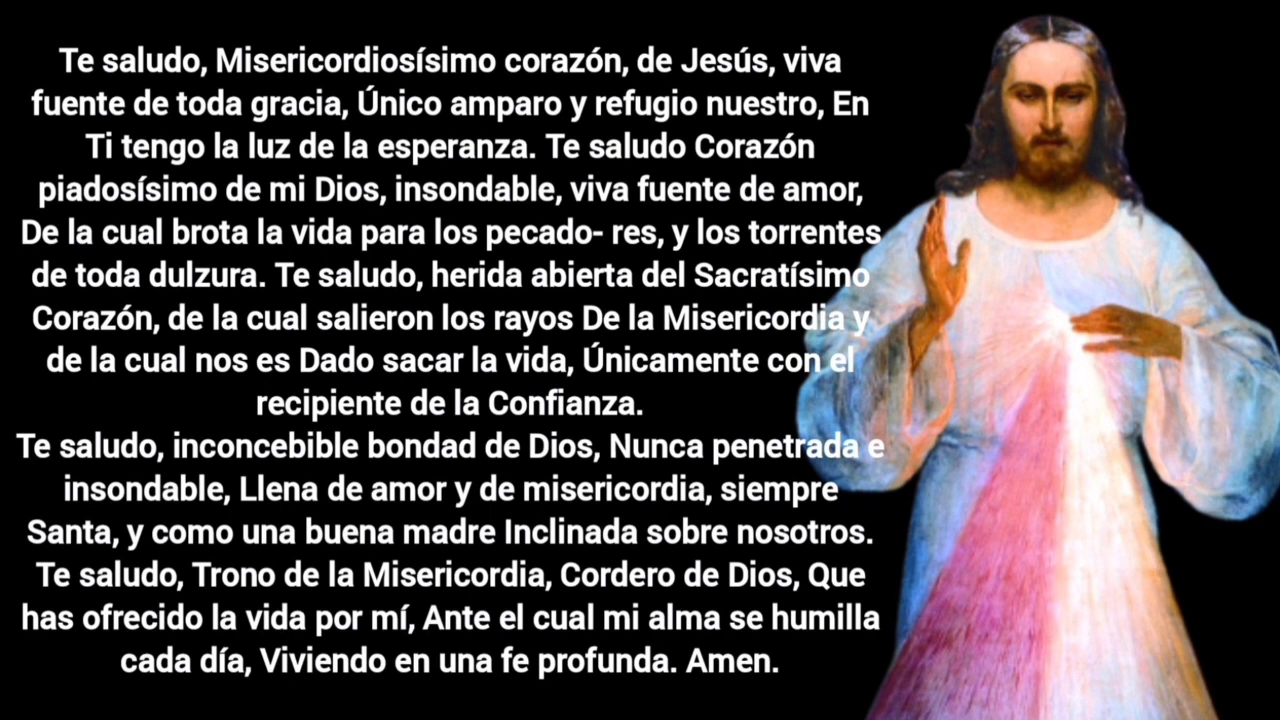 Te saludo, Misericordiosísimo corazón, de Jesús, viva
fuente de toda gracia, Único amparo y refugio nuestro, En
Ti tengo la luz de la esperanza. Te saludo Corazón
piadosísimo de mi Dios, insondable, viva fuente de amor,
De la cual brota la vida para los pecado- res, y los torrentes
de toda dulzura. Te saludo, herida abierta del Sacratísimo
Corazón, de la cual salieron los rayos De la Misericordia y
de la cual nos es Dado sacar la vida, Únicamente con el
recipiente de la Confianza.
Te saludo, inconcebible bondad de Dios, Nunca penetrada e
insondable, Llena de amor y de misericordia, siempre
Santa, y como una buena madre Inclinada sobre nosotros.
Te saludo, Trono de la Misericordia, Cordero de Dios, Que
has ofrecido la vida por mí, Ante el cual mi alma se humilla
cada día, Viviendo en una fe profunda. Amen.